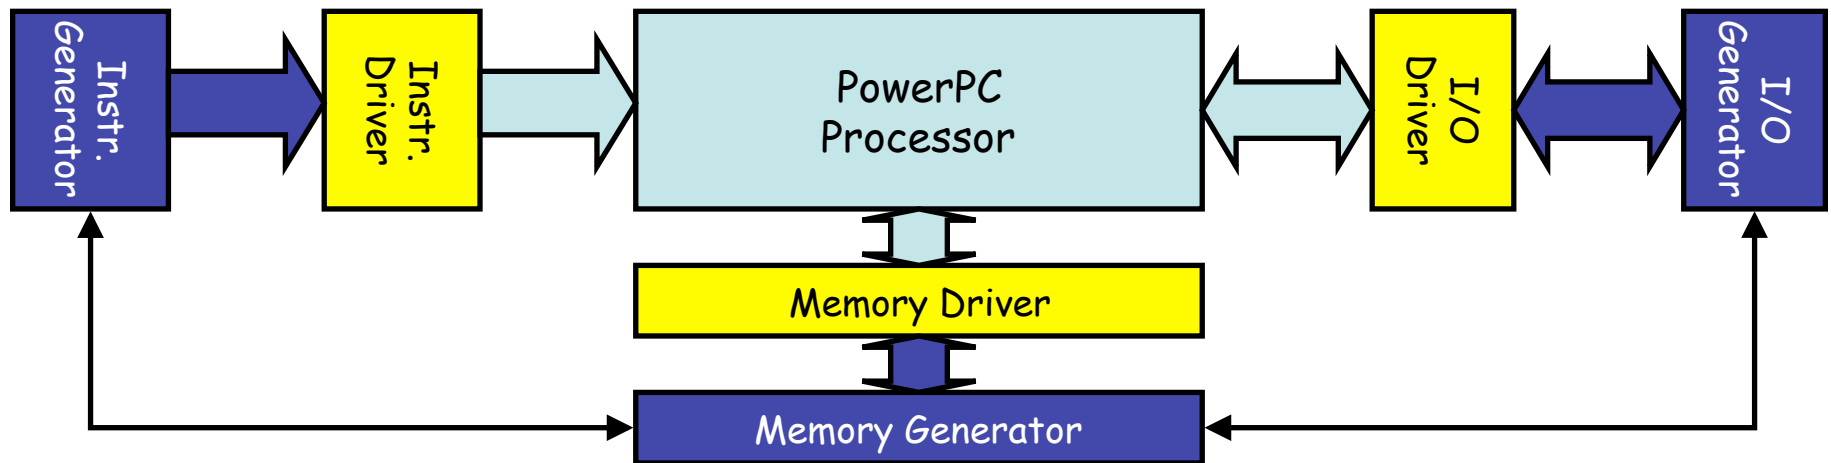 Instr.
Generator
Instr.
Driver
PowerPC
Processor
I/O
Driver
I/O
Generator
Memory Driver
Memory Generator